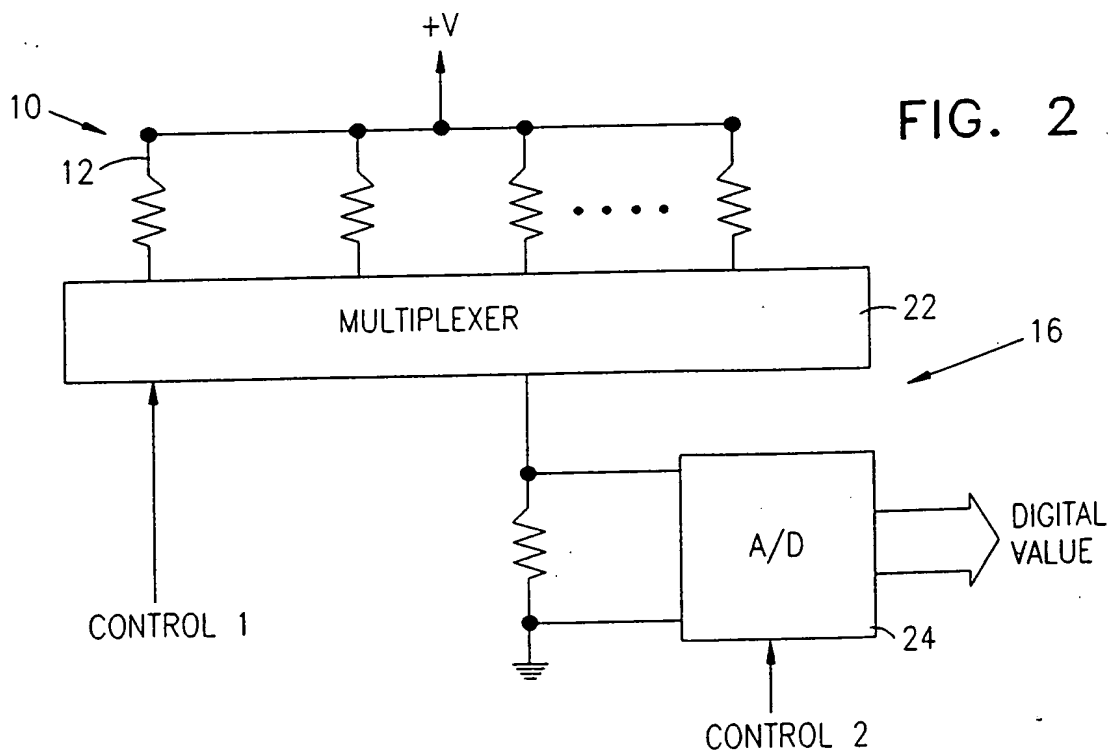 +V
10
FIG. 2
12
MULTIPLEXER
22
16
A/D
DIGITAL
VALUE
CONTROL 1
24
CONTROL 2